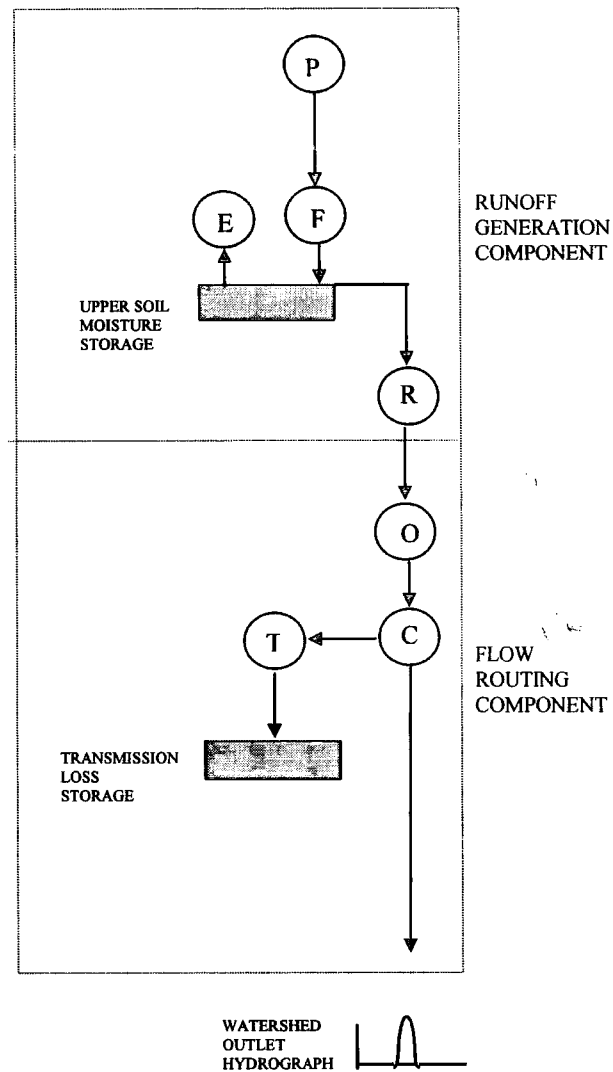 P
E
F
RUNOFF
GENERATION
COMPONENT
UPPER SOIL
MOISTURE
STORAGE
R
O
T
C
FLOW
ROUTING
COMPONENT
TRANSMISSION
LOSS
STORAGE
WATERSHED
OUTLET
HYDROGRAPH